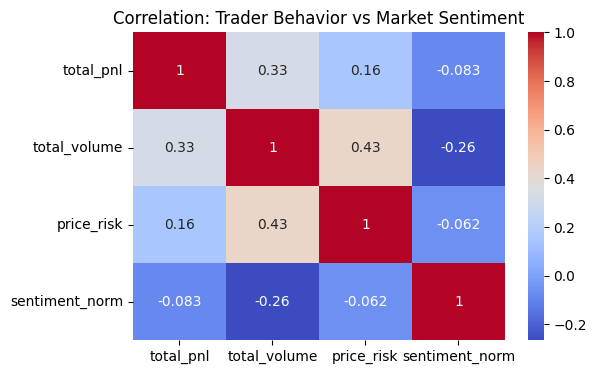 Correlation: Trader Behavior vs Market Sentiment
total_pnl 1 0.33 0.16 -0.083
total_volume 0.33 1 0.43 -0.26
price_risk 0.16 0.43 1 -0.062
sentiment_norm -0.083 -0.26 -0.062 1
total_pnl total_volume price_risk sentiment_norm
1.0
0.8
0.6
0.4
0.2
0.0
−0.2